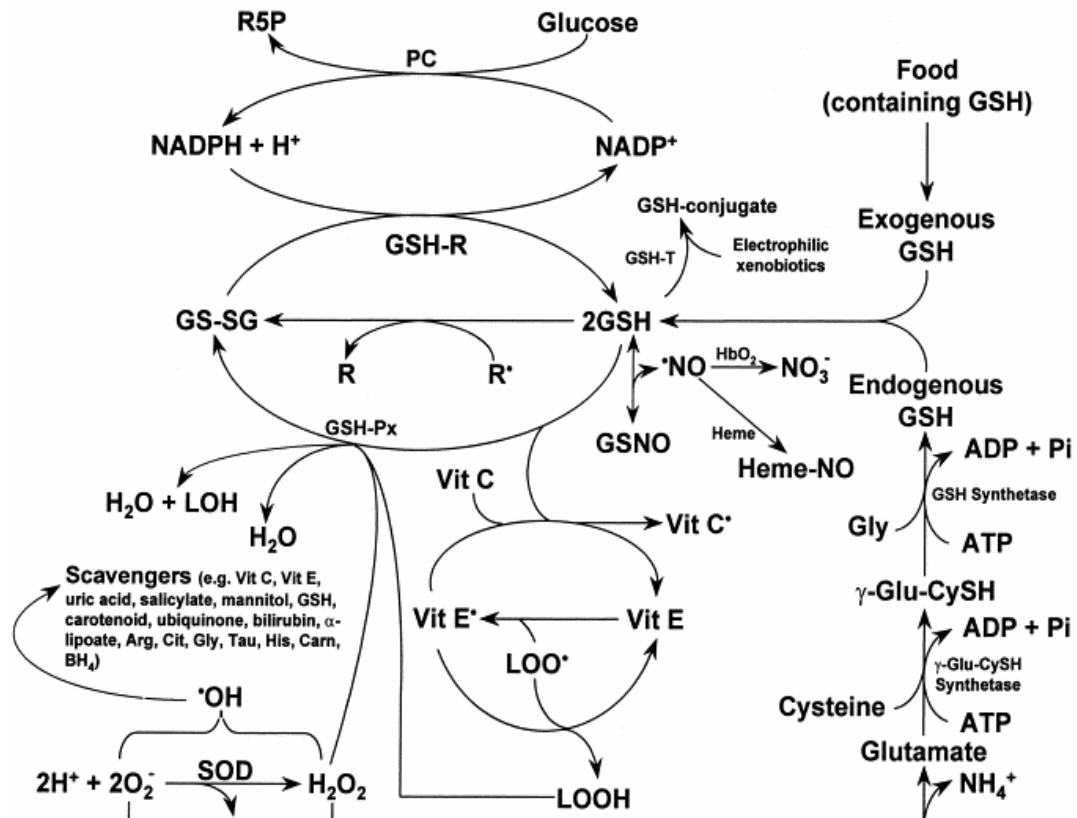 R5P
Glucose
PC
Food
(containing GSH)
NADPH + H⁺
NADP⁺
GSH-conjugate
Exogenous
GSH
GSH-R
GSH-T
Electrophilic
xenobiotics
GS-SG
2GSH
R
R•
•NO
HbO₂
NO₃⁻
Endogenous
GSH
GSH-Px
GSNO
Heme
Heme-NO
ADP + Pi
Vit C
GSH Synthetase
H₂O + LOH
Vit C•
Gly
H₂O
ATP
Scavengers (e.g. Vit C, Vit E,
uric acid, salicylate, mannitol, GSH,
carotenoid, ubiquinone, bilirubin, α-
lipoate, Arg, Cit, Gly, Tau, His, Carn,
BH₄)
γ-Glu-CySH
Vit E•
Vit E
ADP + Pi
LOO•
γ-Glu-CySH
Synthetase
•OH
Cysteine
ATP
Glutamate
2H⁺ + 2O₂⁻
SOD
H₂O₂
LOOH
NH₄⁺